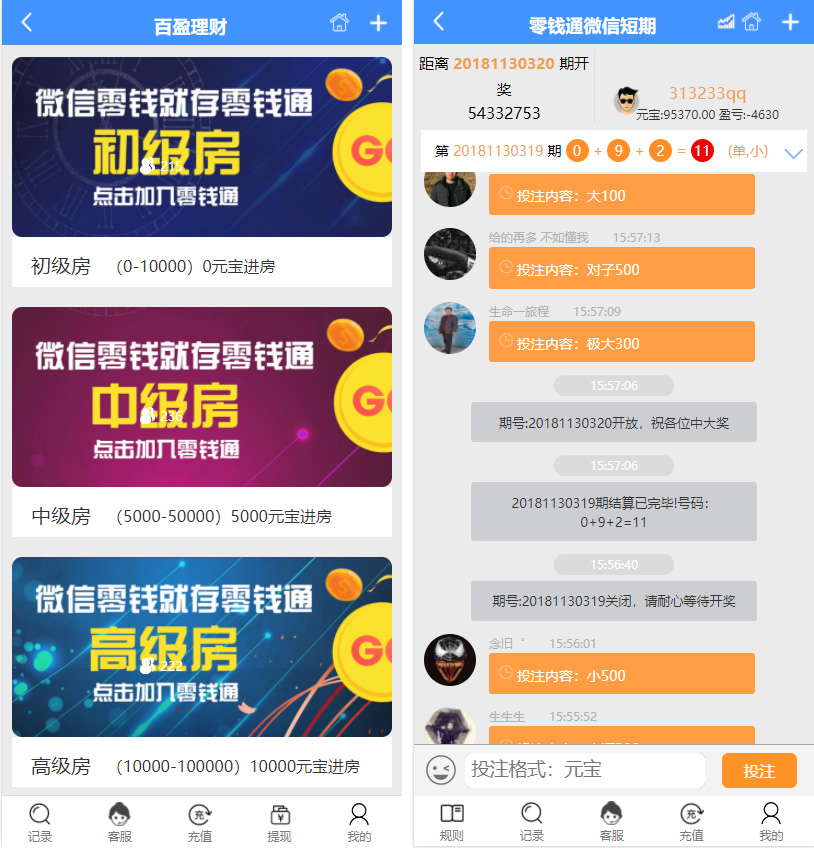 百盈理财
微信零钱就存零钱通
初级房
215
点击加入零钱通
GO
初级房 （0-10000）0元宝进房
微信零钱就存零钱通
中级房
236
点击加入零钱通
GO
中级房 （5000-50000）5000元宝进房
微信零钱就存零钱通
高级房
222
点击加入零钱通
GO
高级房 （10000-100000）10000元宝进房
记录 客服 充值 提现 我的
零钱通微信短期
距离 20181130320 期开
奖
54332753
313233qq
元宝:95370.00 盈亏:-4630
第 20181130319 期 0 + 9 + 2 = 11 (单,小)
投注内容：大100
给的再多 不如懂我 15:57:13
投注内容：对子500
生命一旅程 15:57:09
投注内容：极大300
15:57:06
期号:20181130320开放，祝各位中大奖
15:57:06
20181130319期结算已完毕!号码：
0+9+2=11
15:56:40
期号:20181130319关闭，请耐心等待开奖
念旧゜ 15:56:01
投注内容：小500
生生生 15:55:52
投注格式：元宝
投注
规则 记录 客服 充值 我的